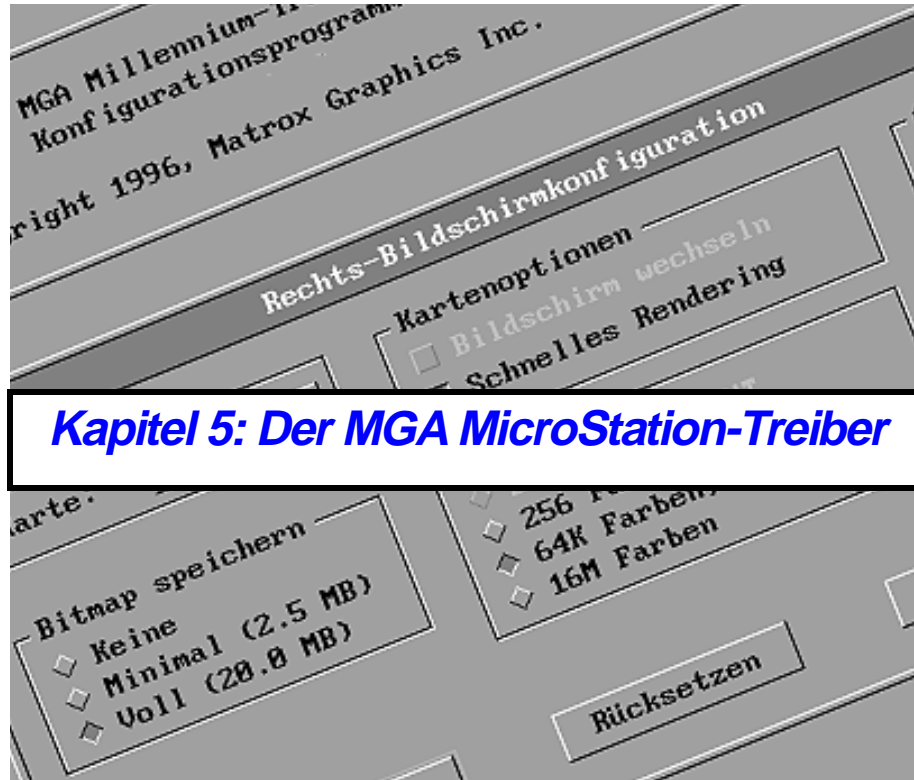 MGA Millennium-
Konfigurationsprogramm
right 1996, Matrox Graphics Inc.
Rechts-Bildschirmkonfiguration
Kartenoptionen
Bildschirm wechseln
Schnelles Rendering
Kapitel 5: Der MGA MicroStation-Treiber
arte.
256
64K Farben
16M Farben
Bitmap speichern
Keine
Minimal (2.5 MB)
Voll (20.0 MB)
Rücksetzen